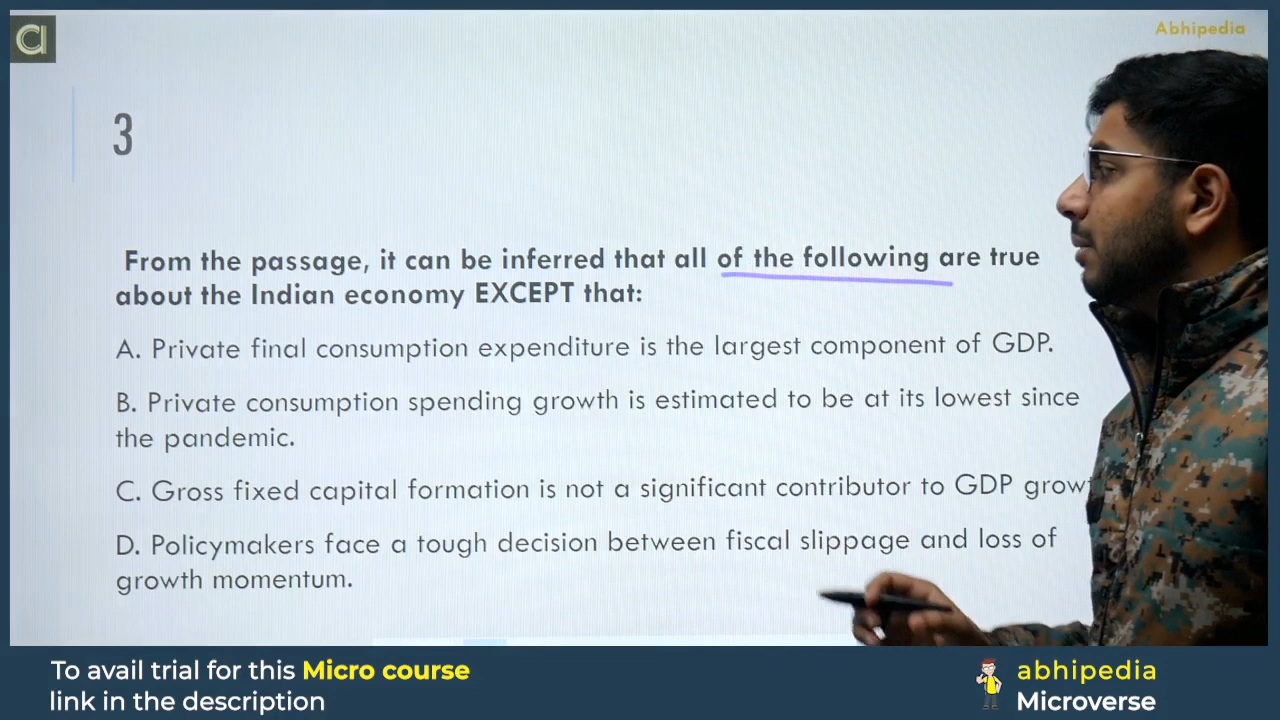 Abhipedia
3
From the passage, it can be inferred that all of the following are true
about the Indian economy EXCEPT that:
A. Private final consumption expenditure is the largest component of GDP.
B. Private consumption spending growth is estimated to be at its lowest since
the pandemic.
C. Gross fixed capital formation is not a significant contributor to GDP
D. Policymakers face a tough decision between fiscal slippage and loss of
growth momentum.
To avail trial for this Micro course
link in the description
abhipedia
Microverse